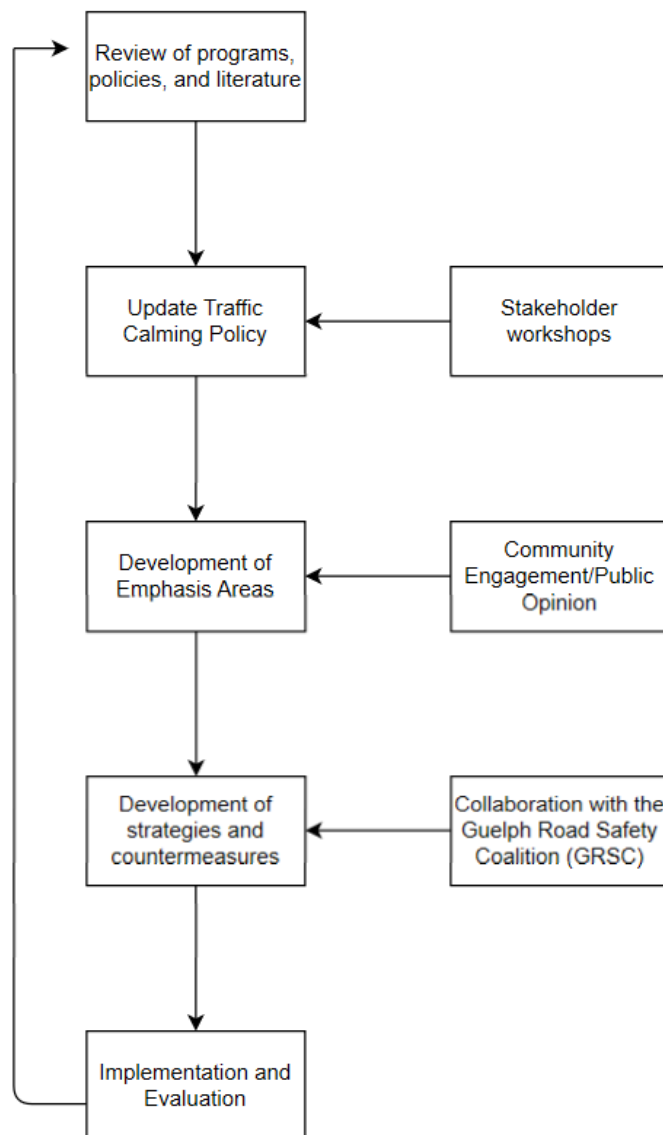 Review of programs,
policies, and literature
Update Traffic
Calming Policy
Stakeholder
workshops
Development of
Emphasis Areas
Community
Engagement/Public
Opinion
Development of
strategies and
countermeasures
Collaboration with the
Guelph Road Safety
Coalition (GRSC)
Implementation and
Evaluation